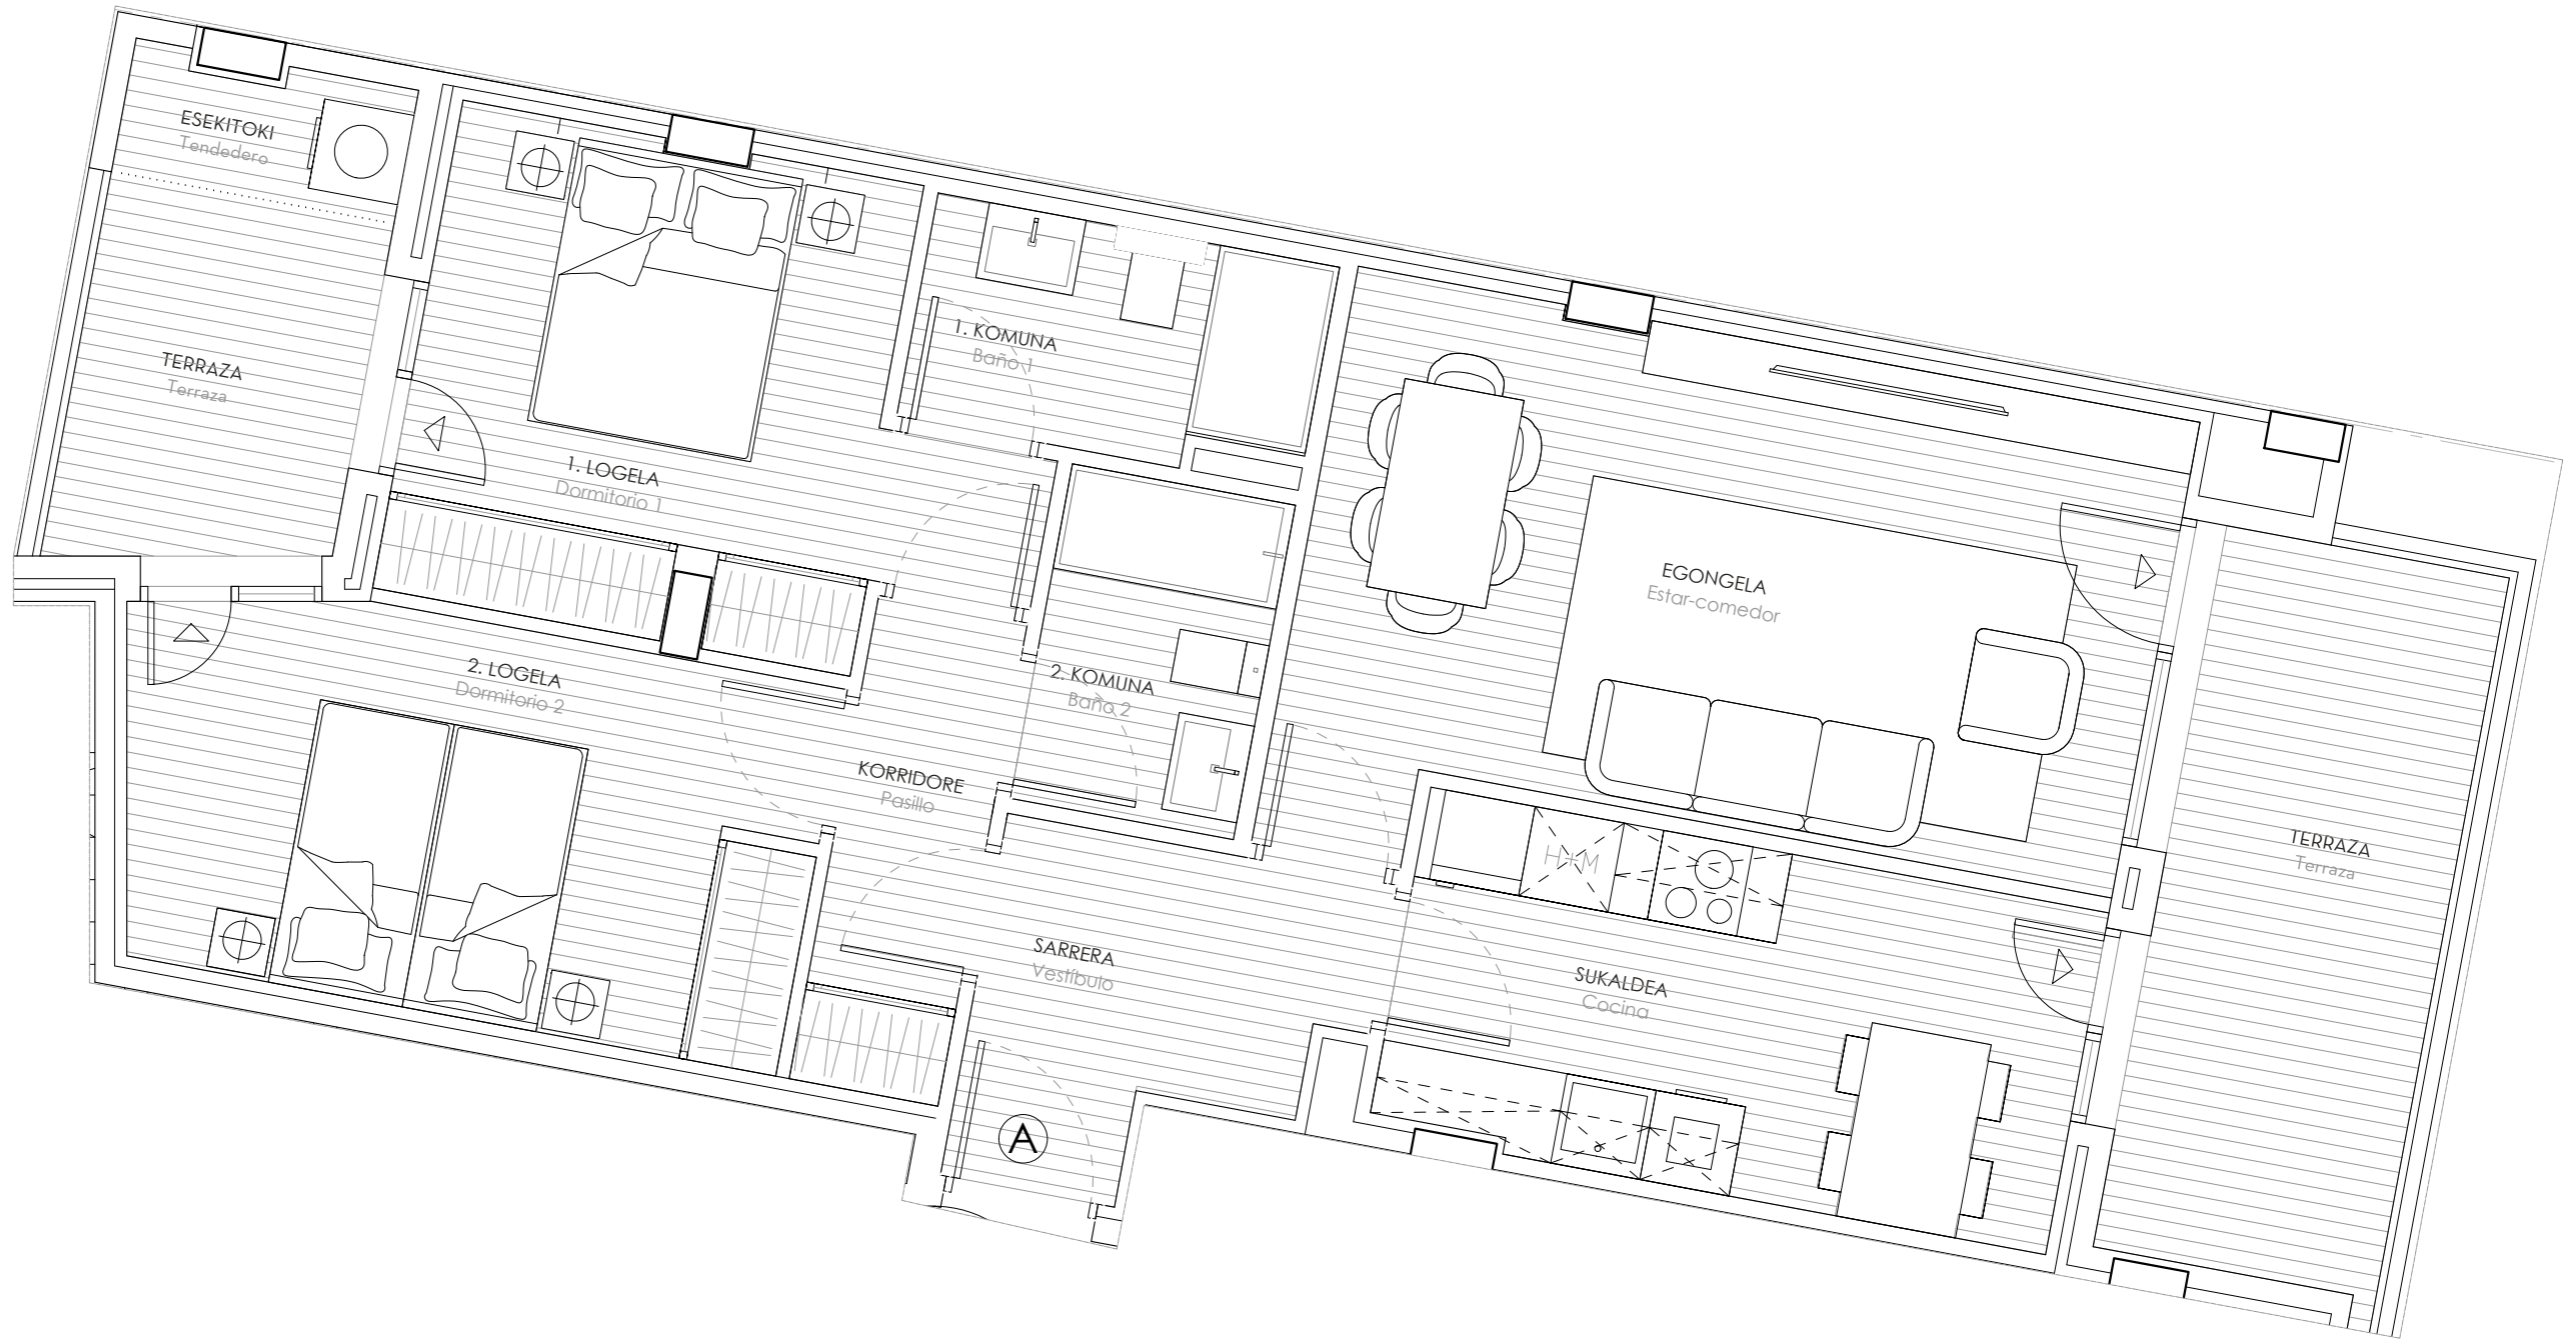 ESEKITOKI
Tendedero
TERRAZA
Terraza
1. KOMUNA
Baño 1
1. LOGELA
Dormitorio 1
EGONGELA
Estar-comedor
2. LOGELA
Dormitorio 2
2. KOMUNA
Baño 2
KORRIDORE
Pasillo
H+M
TERRAZA
Terraza
SARRERA
Vestíbulo
SUKALDEA
Cocina
A